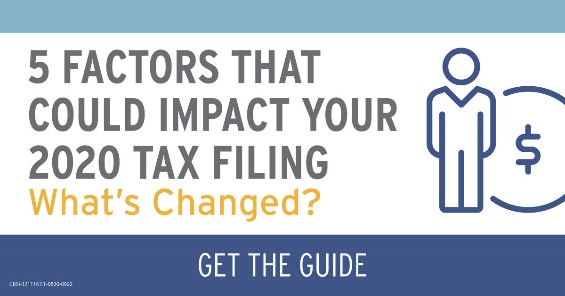 5 FACTORS THAT
COULD IMPACT YOUR
2020 TAX FILING
What's Changed?
$
GET THE GUIDE